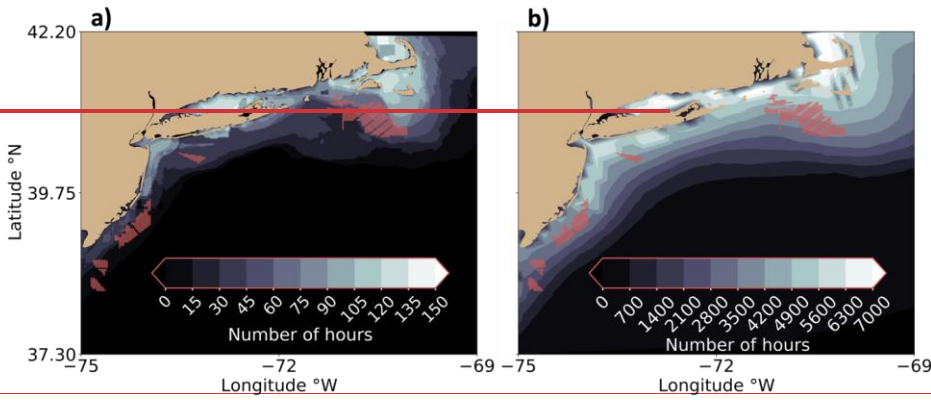 a)
b)
42.20
39.75
37.30
Latitude °N
0 15 30 45 60 75 90 105 120 135 150
Number of hours
0 700 1400 2100 2800 3500 4200 4900 5600 6300 7000
Number of hours
−75 −72 −69
−75 −72 −69
Longitude °W
Longitude °W